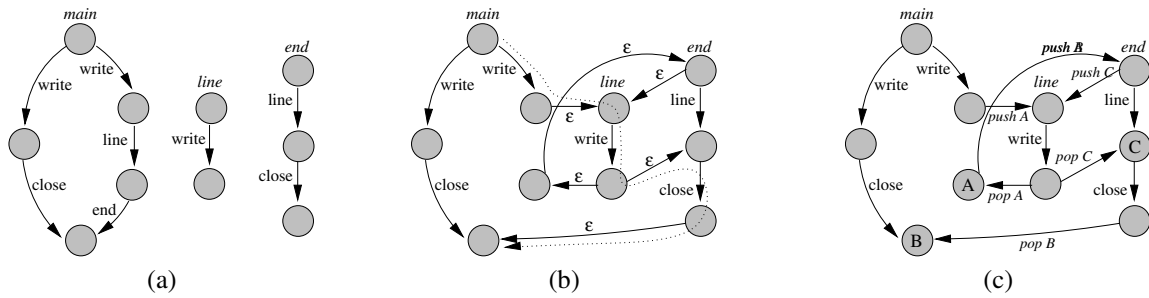 main
end
write
write
line
line
line
write
close
close
end
(a)
main
ε
end
write
write
line
ε
line
ε
write
ε
ε
close
close
ε
(b)
main
push B
end
write
write
line
push C
line
push A
write
pop C
C
A
pop A
close
close
B
pop B
(c)